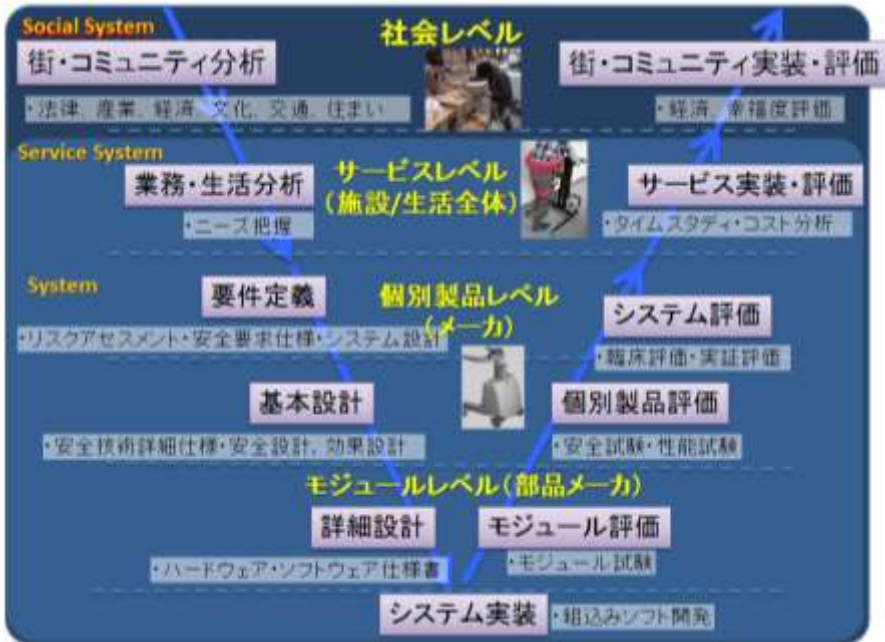 Social System
社会レベル
街・コミュニティ分析
街・コミュニティ実装・評価
・法律、産業、経済、文化、交通、住まい
・経済、幸福度評価
Service System
業務・生活分析
サービスレベル
(施設/生活全体)
サービス実装・評価
・ニーズ把握
・タイムスタディ・コスト分析
System
要件定義
個別製品レベル
(メーカ)
システム評価
・リスクアセスメント・安全要求仕様・システム設計
・臨床評価・実証評価
基本設計
個別製品評価
・安全技術詳細仕様・安全設計、効果設計
・安全試験・性能試験
モジュールレベル(部品メーカ)
詳細設計
モジュール評価
・ハードウェア・ソフトウェア仕様書
・モジュール試験
システム実装
・組込みソフト開発